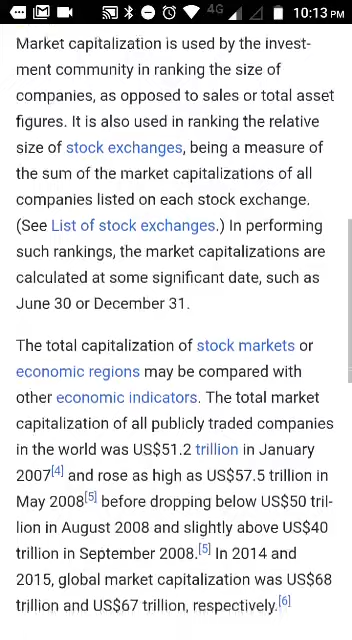 4G 10:13 PM
Market capitalization is used by the invest-
ment community in ranking the size of
companies, as opposed to sales or total asset
figures. It is also used in ranking the relative
size of stock exchanges, being a measure of
the sum of the market capitalizations of all
companies listed on each stock exchange.
(See List of stock exchanges.) In performing
such rankings, the market capitalizations are
calculated at some significant date, such as
June 30 or December 31.
The total capitalization of stock markets or
economic regions may be compared with
other economic indicators. The total market
capitalization of all publicly traded companies
in the world was US$51.2 trillion in January
2007[4] and rose as high as US$57.5 trillion in
May 2008[5] before dropping below US$50 tril-
lion in August 2008 and slightly above US$40
trillion in September 2008.[5] In 2014 and
2015, global market capitalization was US$68
trillion and US$67 trillion, respectively.[6]